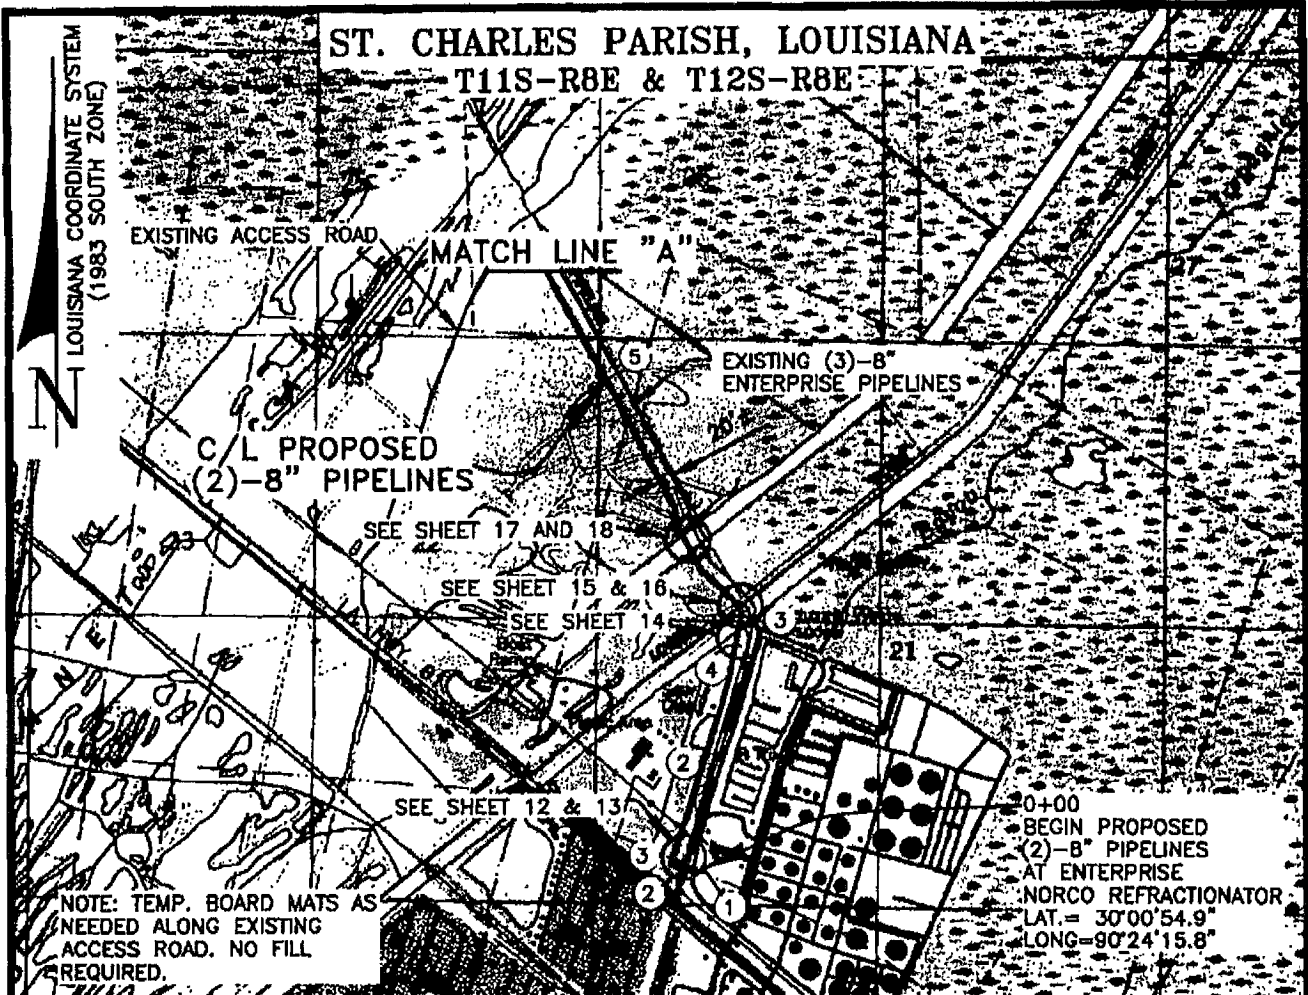 ST. CHARLES PARISH, LOUISIANA
T11S-R8E & T12S-R8E
LOUISIANA COORDINATE SYSTEM
(1983 SOUTH ZONE)
N
EXISTING ACCESS ROAD
MATCH LINE "A"
5
EXISTING (3)-8"
ENTERPRISE PIPELINES
20'
C/L PROPOSED
(2)-8" PIPELINES
SEE SHEET 17 AND 18
SEE SHEET 15 & 16
SEE SHEET 14
3
21
4
2
SEE SHEET 12 & 13
3
2
1
0+00
BEGIN PROPOSED
(2)-8" PIPELINES
AT ENTERPRISE
NORCO REFRACTIONATOR
LAT.= 30°00'54.9"
LONG=90°24'15.8"
NOTE: TEMP. BOARD MATS AS
NEEDED ALONG EXISTING
ACCESS ROAD. NO FILL
REQUIRED.